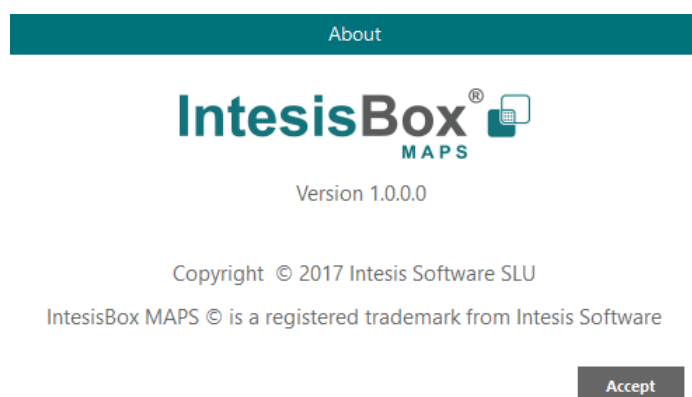 About
IntesisBox®
MAPS
Version 1.0.0.0
Copyright © 2017 Intesis Software SLU
IntesisBox MAPS © is a registered trademark from Intesis Software
Accept